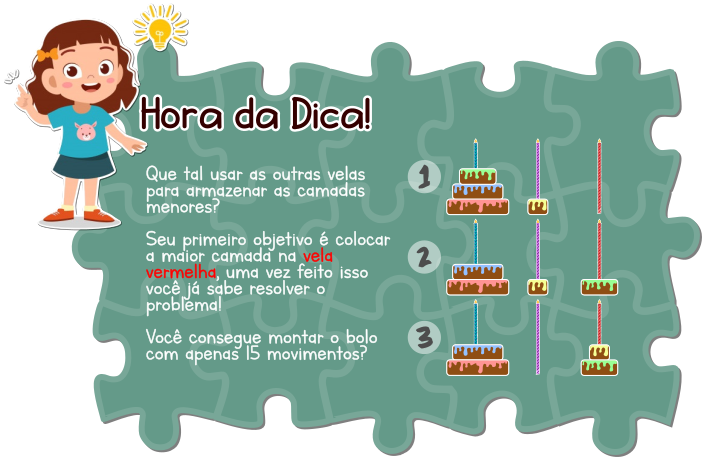 Hora da Dica!
Que tal usar as outras velas
para armazenar as camadas
menores?
Seu primeiro objetivo é colocar
a maior camada na vela
vermelha, uma vez feito isso
você já sabe resolver o
problema!
Você consegue montar o bolo
com apenas 15 movimentos?
1
2
3